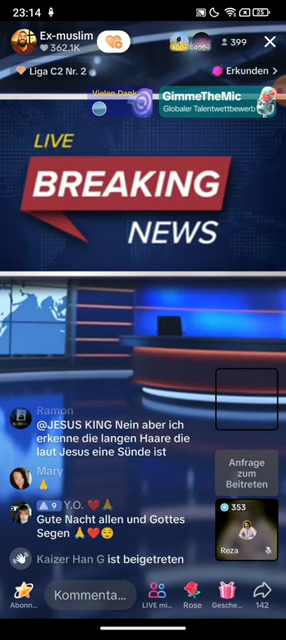 23:14
25
Ex-muslim
362.1K
400+
400+
399
Liga C2 Nr. 2
Erkunden >
Vielen Dank
GimmeTheMic
Globaler Talentwettbewerb
LIVE
BREAKING
NEWS
Ramon
@JESUS KING Nein aber ich
erkenne die langen Haare die
laut Jesus eine Sünde ist
Mary
🙏
9 Y.O. ❤️🙏
Gute Nacht allen und Gottes
Segen 🙏❤️😌
Kaizer Han G ist beigetreten
Anfrage
zum
Beitreten
353
Reza
Abonn...
Kommenta...
LIVE mi...
Rose
Gesche...
142